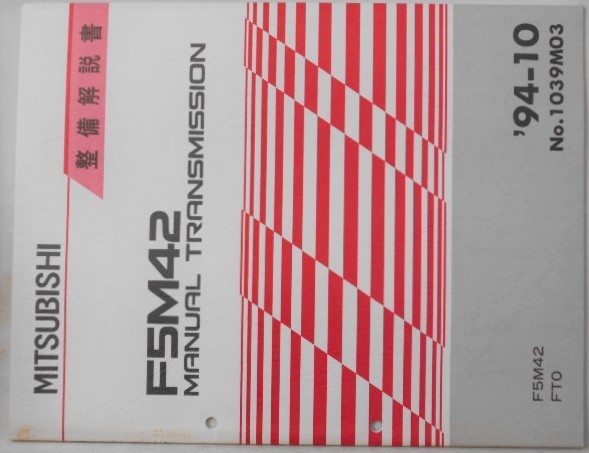 MITSUBISHI
整備解説書
F5M42
MANUAL TRANSMISSION
'94-10
No.1039M03
F5M42
FTO